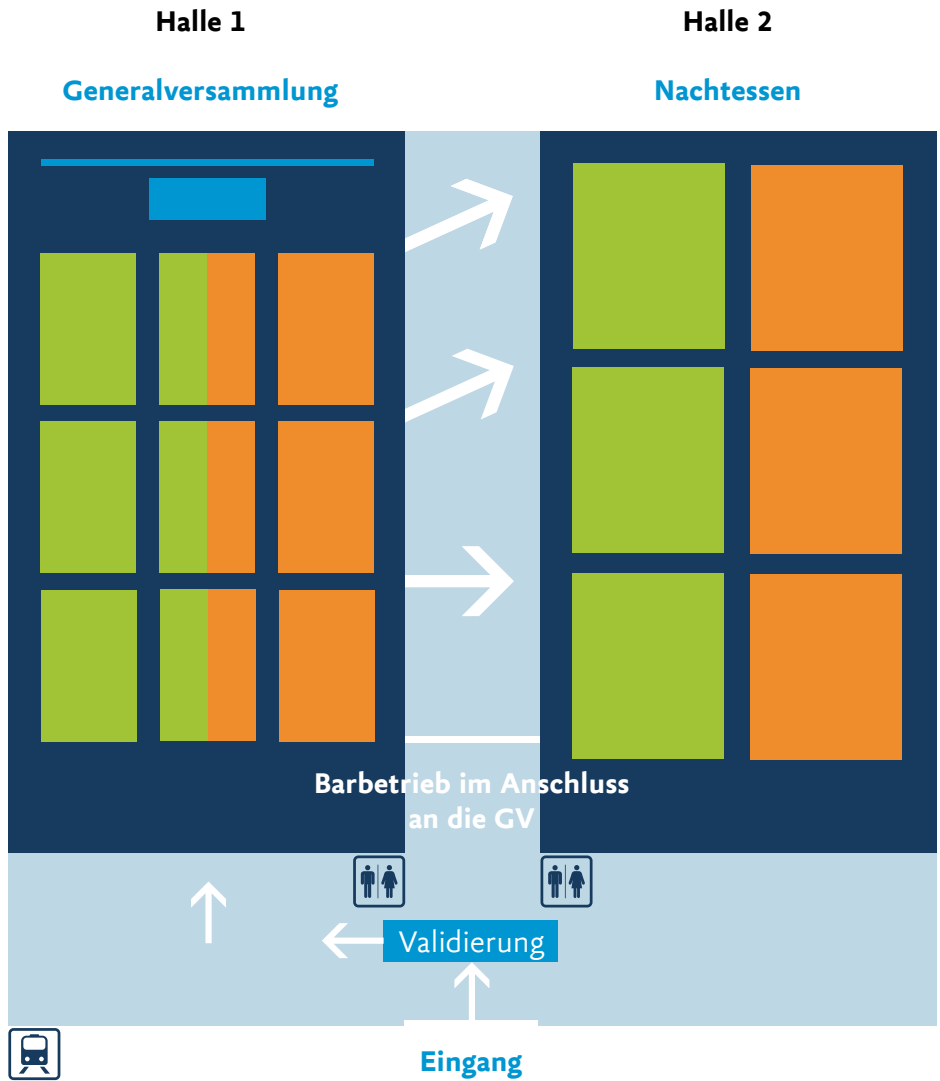 Halle 1
Halle 2
Generalversammlung
Nachtessen
Barbetrieb im Anschluss
an die GV
Validierung
Eingang